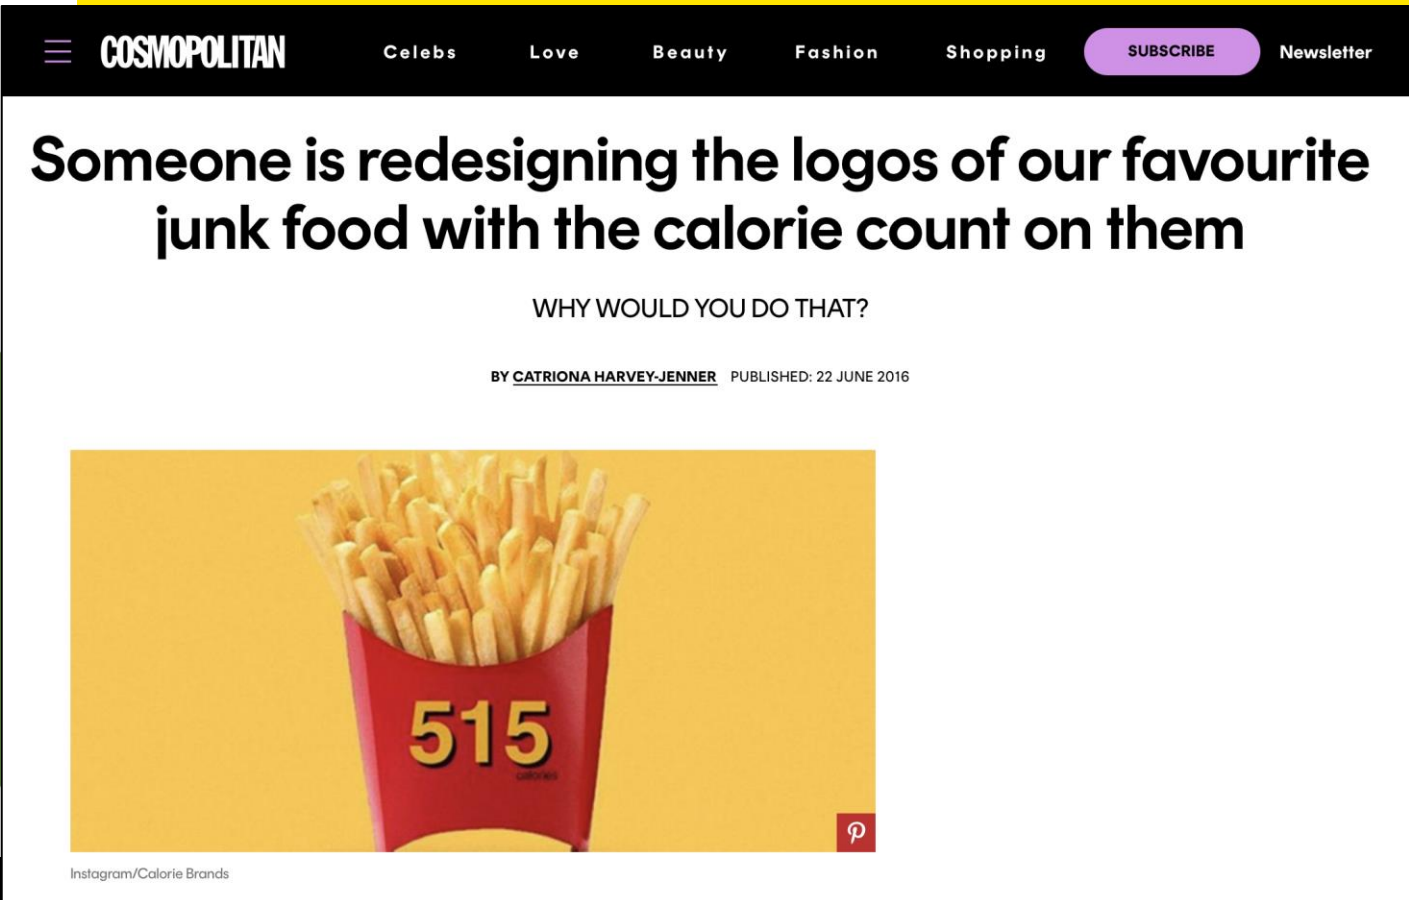 COSMOPOLITAN Celebs Love Beauty Fashion Shopping SUBSCRIBE Newsletter
Someone is redesigning the logos of our favourite
junk food with the calorie count on them
WHY WOULD YOU DO THAT?
BY CATRIONA HARVEY-JENNER PUBLISHED: 22 JUNE 2016
515
calories
Instagram/Calorie Brands